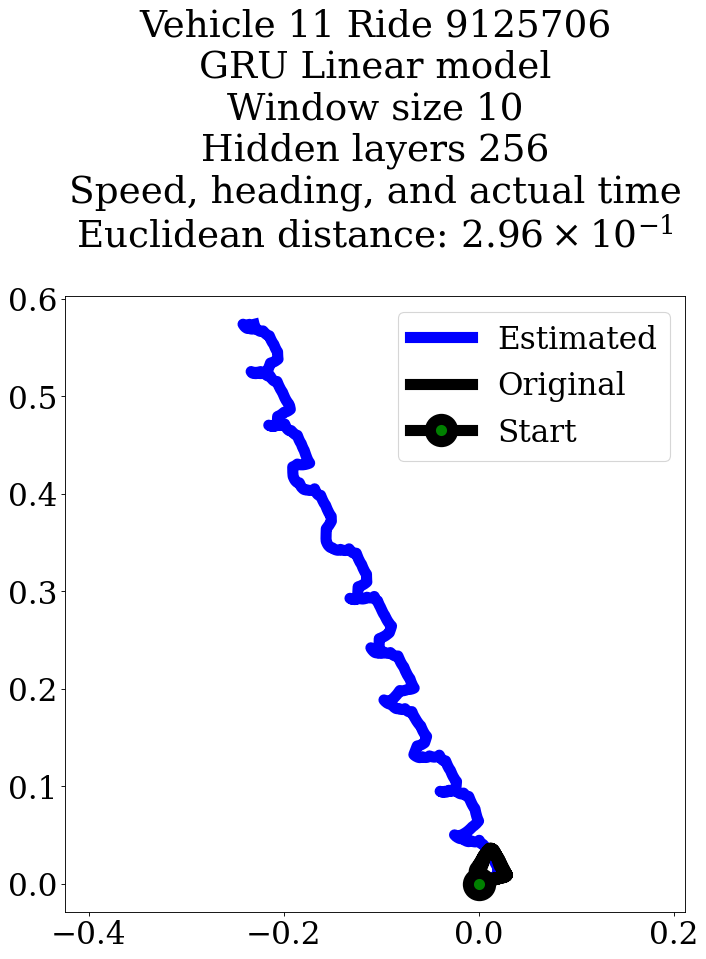 Vehicle 11 Ride 9125706
GRU Linear model
Window size 10
Hidden layers 256
Speed, heading, and actual time
Euclidean distance: 2.96 × 10⁻¹
Estimated
Original
Start
0.6
0.5
0.4
0.3
0.2
0.1
0.0
−0.4 −0.2 0.0 0.2